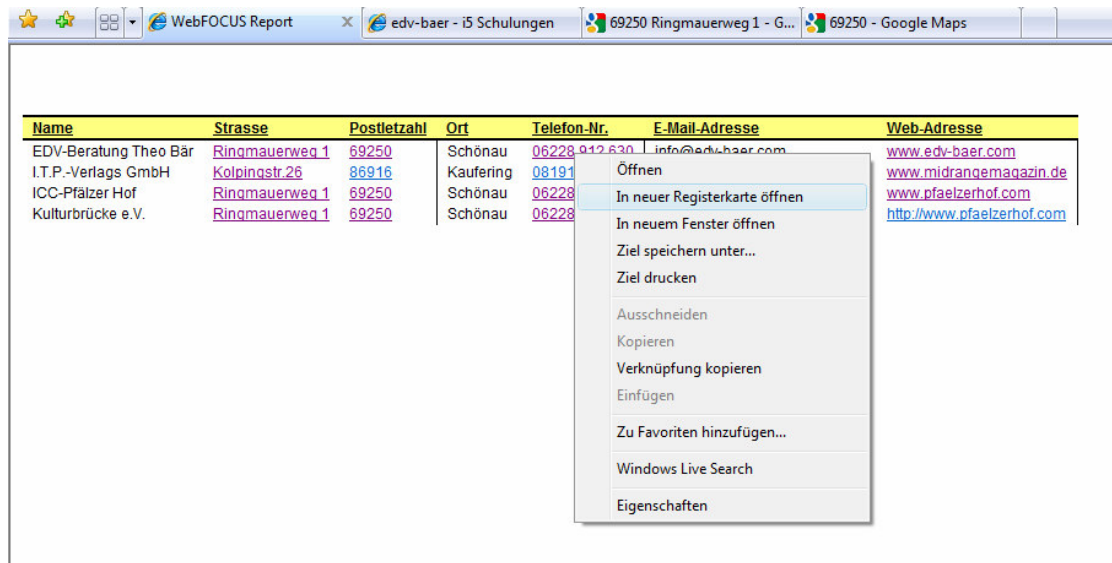 WebFOCUS Report x edv-baer - i5 Schulungen 69250 Ringmauerweg 1 - G... 69250 - Google Maps
Name Strasse Postletzahl Ort Telefon-Nr. E-Mail-Adresse Web-Adresse
EDV-Beratung Theo Bär Ringmauerweg 1 69250 Schönau 06228 912 630 info@edv-baer.com www.edv-baer.com
I.T.P.-Verlags GmbH Kolpingstr.26 86916 Kaufering 08191 www.midrangemagazin.de
ICC-Pfälzer Hof Ringmauerweg 1 69250 Schönau 06228 www.pfaelzerhof.com
Kulturbrücke e.V. Ringmauerweg 1 69250 Schönau 06228 http://www.pfaelzerhof.com
Öffnen
In neuer Registerkarte öffnen
In neuem Fenster öffnen
Ziel speichern unter...
Ziel drucken
Ausschneiden
Kopieren
Verknüpfung kopieren
Einfügen
Zu Favoriten hinzufügen...
Windows Live Search
Eigenschaften